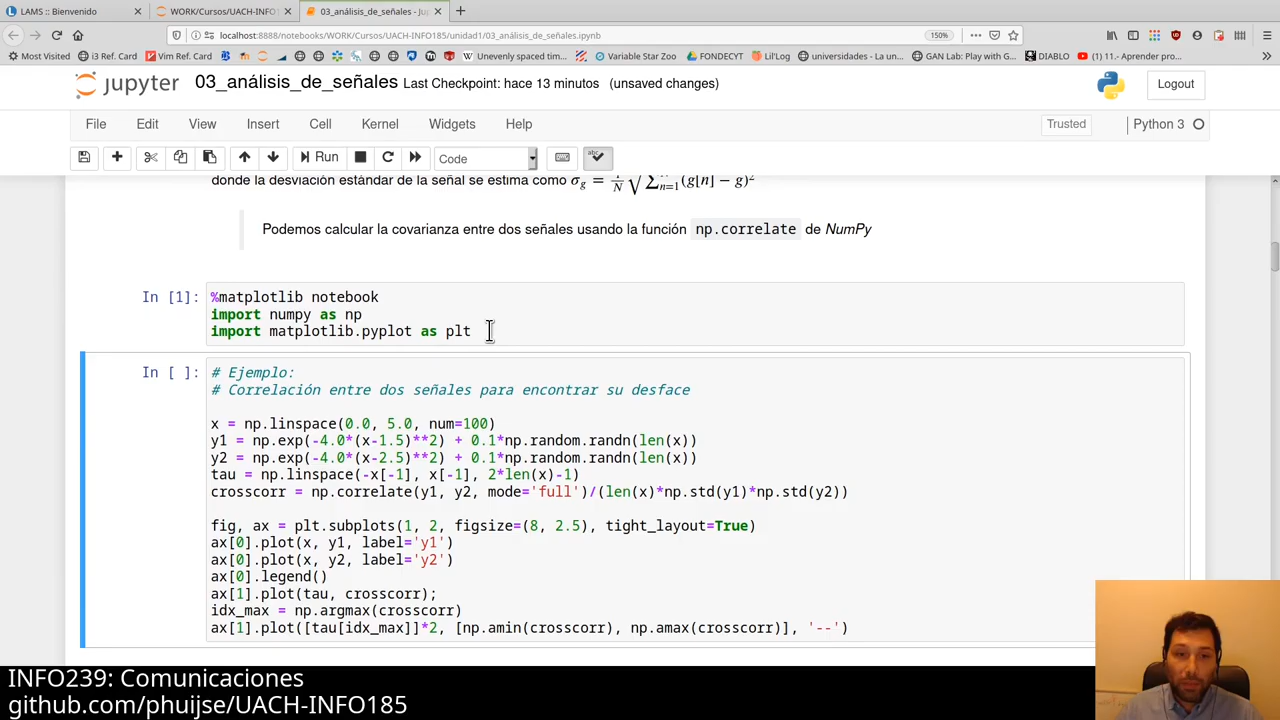 LAMS :: Bienvenido
WORK/Cursos/UACH-INFO1
03_análisis_de_señales - Jup
localhost:8888/notebooks/WORK/Cursos/UACH-INFO185/unidad1/03_análisis_de_señales.ipynb
150%
Most Visited i3 Ref. Card Vim Ref. Card Unevenly spaced tim... Variable Star Zoo FONDECYT Lil'Log universidades - La un... GAN Lab: Play with G... DIABLO (1) 11.- Aprender pro...
jupyter 03_análisis_de_señales Last Checkpoint: hace 13 minutos (unsaved changes) Logout
File Edit View Insert Cell Kernel Widgets Help Trusted Python 3
Run Code
donde la desviación estándar de la señal se estima como
Podemos calcular la covarianza entre dos señales usando la función np.correlate de NumPy
In [1]: %matplotlib notebook
import numpy as np
import matplotlib.pyplot as plt
In [ ]: # Ejemplo:
# Correlación entre dos señales para encontrar su desface
x = np.linspace(0.0, 5.0, num=100)
y1 = np.exp(-4.0*(x-1.5)**2) + 0.1*np.random.randn(len(x))
y2 = np.exp(-4.0*(x-2.5)**2) + 0.1*np.random.randn(len(x))
tau = np.linspace(-x[-1], x[-1], 2*len(x)-1)
crosscorr = np.correlate(y1, y2, mode='full')/(len(x)*np.std(y1)*np.std(y2))
fig, ax = plt.subplots(1, 2, figsize=(8, 2.5), tight_layout=True)
ax[0].plot(x, y1, label='y1')
ax[0].plot(x, y2, label='y2')
ax[0].legend()
ax[1].plot(tau, crosscorr);
idx_max = np.argmax(crosscorr)
ax[1].plot([tau[idx_max]]*2, [np.amin(crosscorr), np.amax(crosscorr)], '--')
INFO239: Comunicaciones
github.com/phuijse/UACH-INFO185